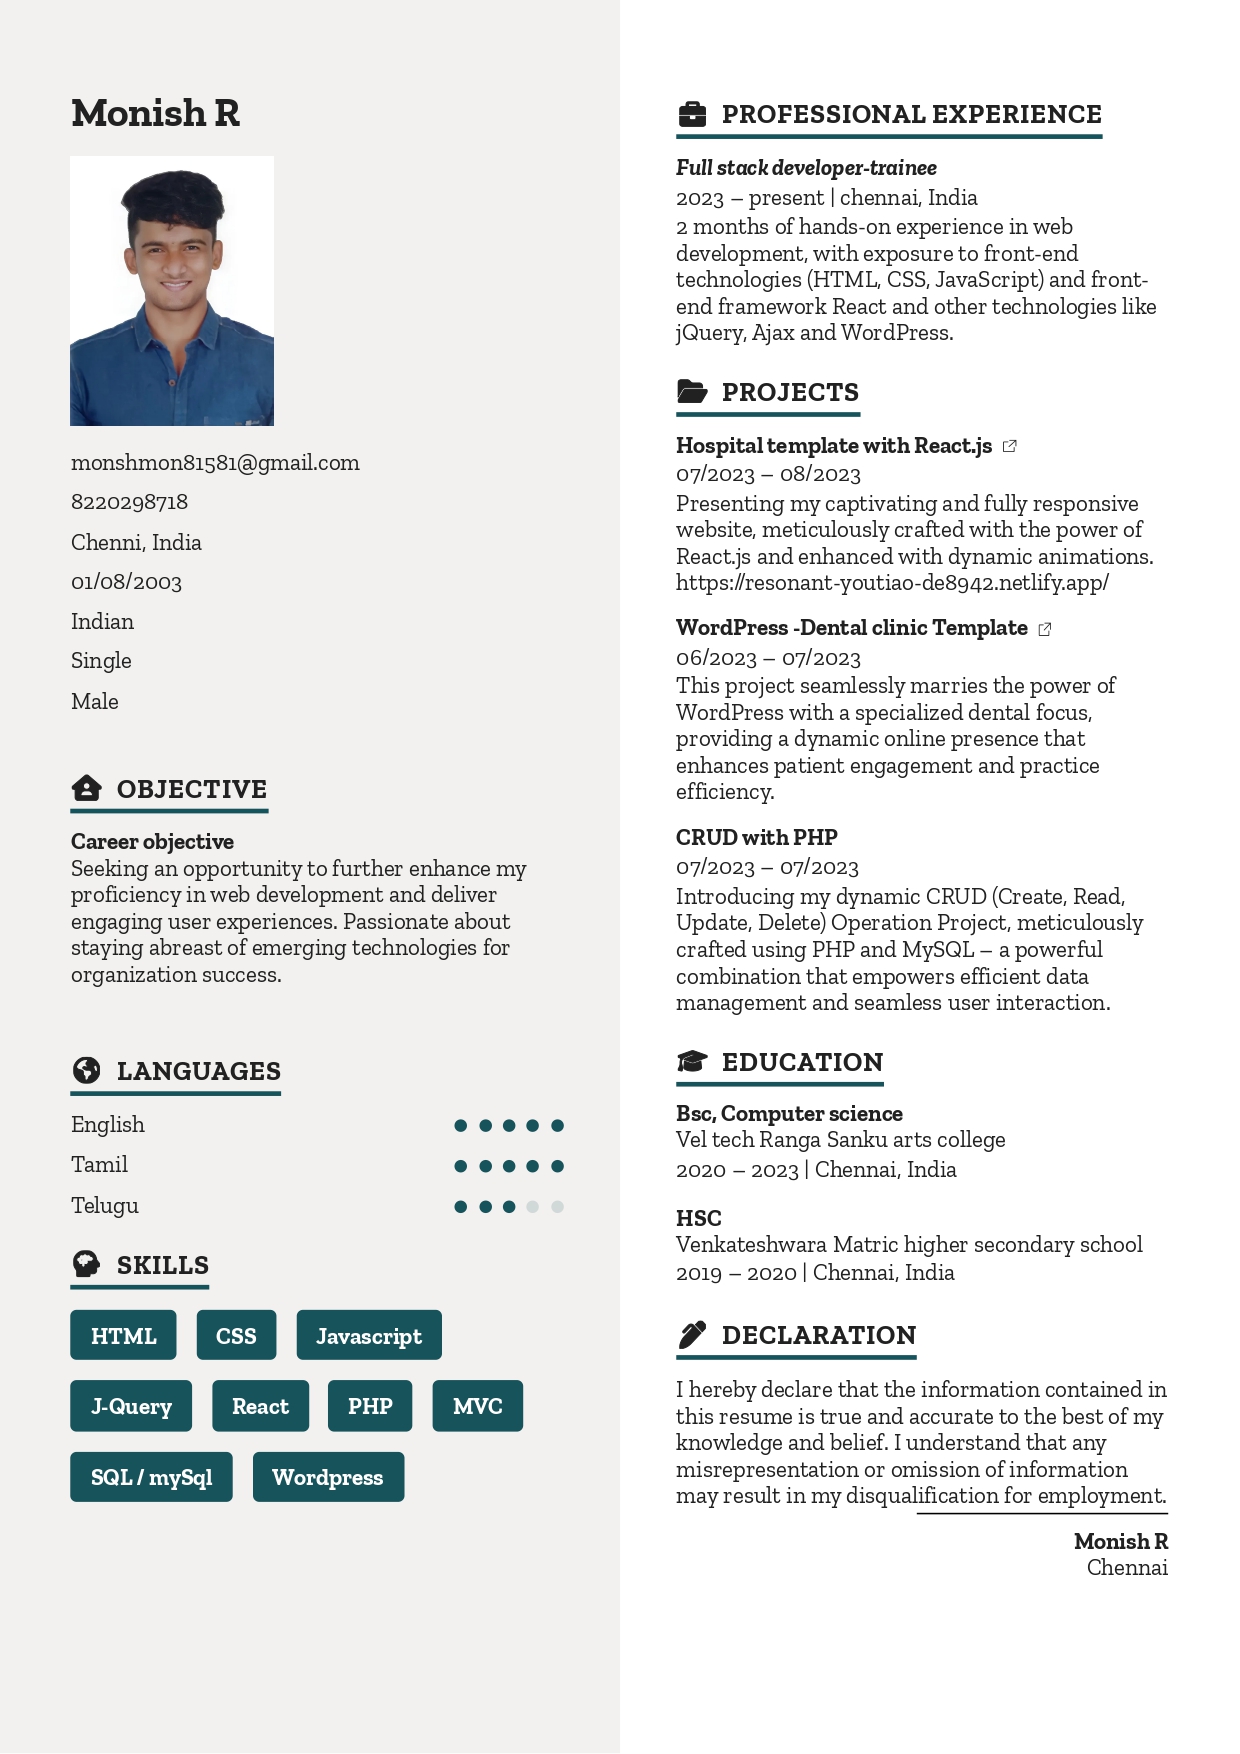 Monish R
monshmon81581@gmail.com
8220298718
Chenni, India
01/08/2003
Indian
Single
Male
OBJECTIVE
Career objective
Seeking an opportunity to further enhance my
proficiency in web development and deliver
engaging user experiences. Passionate about
staying abreast of emerging technologies for
organization success.
LANGUAGES
English
Tamil
Telugu
SKILLS
HTML CSS Javascript
J-Query React PHP MVC
SQL / mySql Wordpress
PROFESSIONAL EXPERIENCE
Full stack developer-trainee
2023 – present | chennai, India
2 months of hands-on experience in web
development, with exposure to front-end
technologies (HTML, CSS, JavaScript) and front-
end framework React and other technologies like
jQuery, Ajax and WordPress.
PROJECTS
Hospital template with React.js
07/2023 – 08/2023
Presenting my captivating and fully responsive
website, meticulously crafted with the power of
React.js and enhanced with dynamic animations.
https://resonant-youtiao-de8942.netlify.app/
WordPress -Dental clinic Template
06/2023 – 07/2023
This project seamlessly marries the power of
WordPress with a specialized dental focus,
providing a dynamic online presence that
enhances patient engagement and practice
efficiency.
CRUD with PHP
07/2023 – 07/2023
Introducing my dynamic CRUD (Create, Read,
Update, Delete) Operation Project, meticulously
crafted using PHP and MySQL – a powerful
combination that empowers efficient data
management and seamless user interaction.
EDUCATION
Bsc, Computer science
Vel tech Ranga Sanku arts college
2020 – 2023 | Chennai, India
HSC
Venkateshwara Matric higher secondary school
2019 – 2020 | Chennai, India
DECLARATION
I hereby declare that the information contained in
this resume is true and accurate to the best of my
knowledge and belief. I understand that any
misrepresentation or omission of information
may result in my disqualification for employment.
Monish R
Chennai